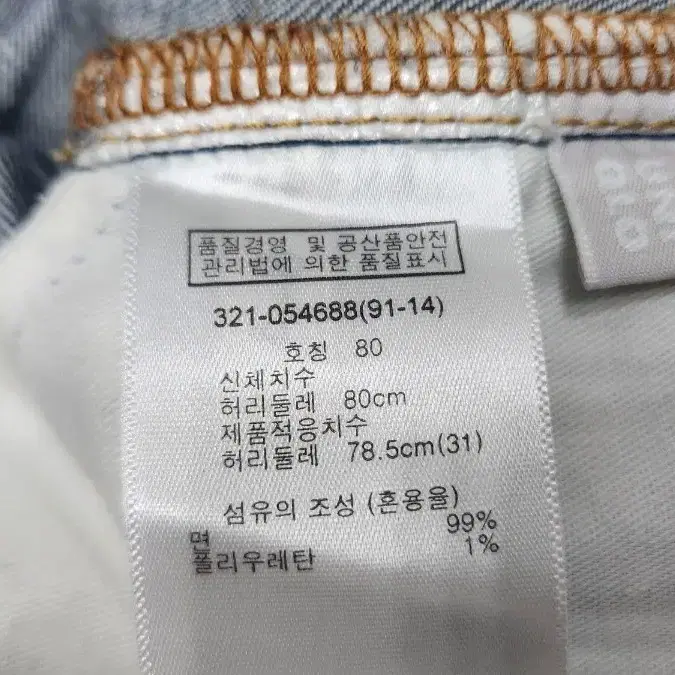 품질경영 및 공산품안전
관리법에 의한 품질표시
321-054688(91-14)
호칭 80
신체치수
허리둘레 80cm
제품적응치수
허리둘레 78.5cm(31)
섬유의 조성 (혼용율)
면 99%
폴리우레탄 1%